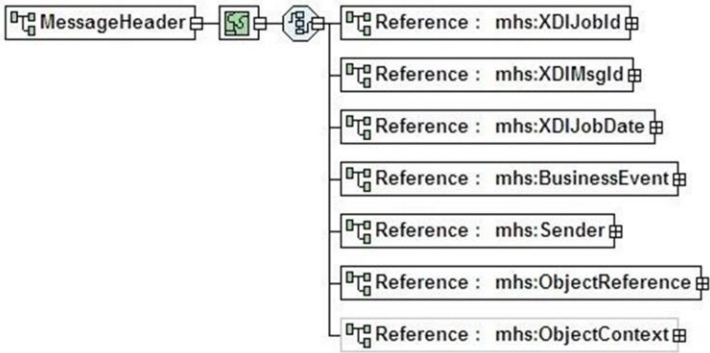 MessageHeader
Reference : mhs:XDIJobId
Reference : mhs:XDIMsgId
Reference : mhs:XDIJobDate
Reference : mhs:BusinessEvent
Reference : mhs:Sender
Reference : mhs:ObjectReference
Reference : mhs:ObjectContext